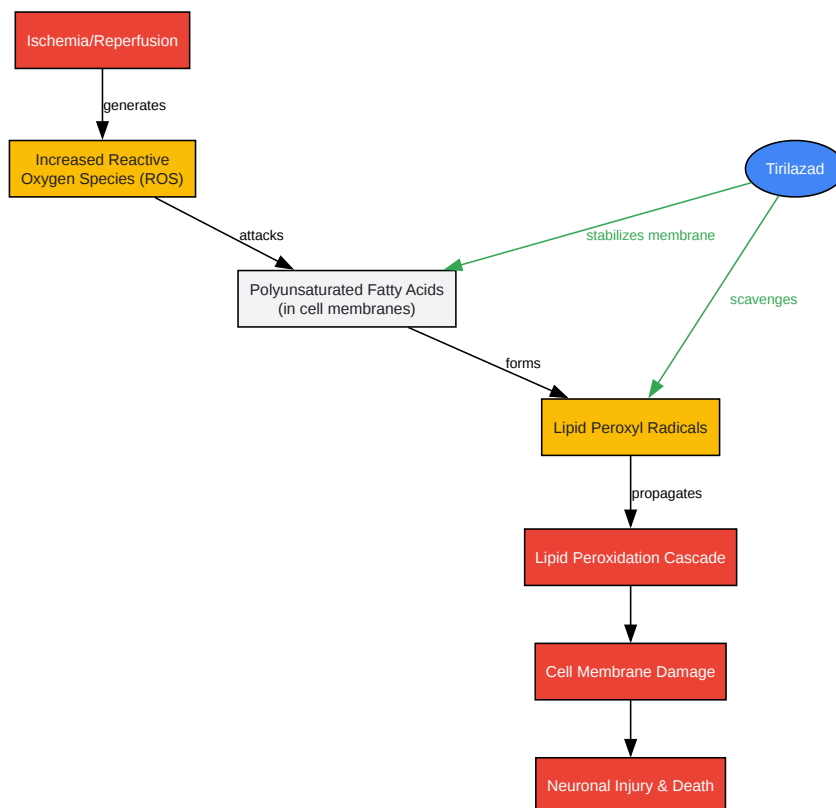 Ischemia/Reperfusion
generates
Increased Reactive
Oxygen Species (ROS)
Tirilazad
attacks
stabilizes membrane
Polyunsaturated Fatty Acids
(in cell membranes)
scavenges
forms
Lipid Peroxyl Radicals
propagates
Lipid Peroxidation Cascade
Cell Membrane Damage
Neuronal Injury & Death